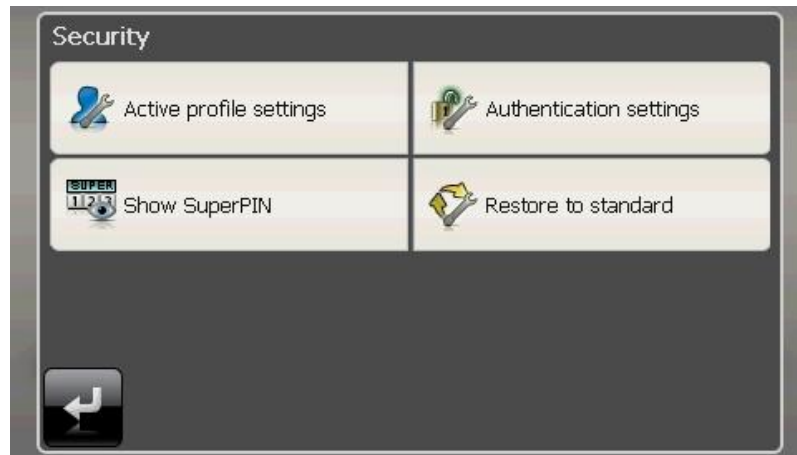 Security
Active profile settings
Authentication settings
SUPER
123
Show SuperPIN
Restore to standard